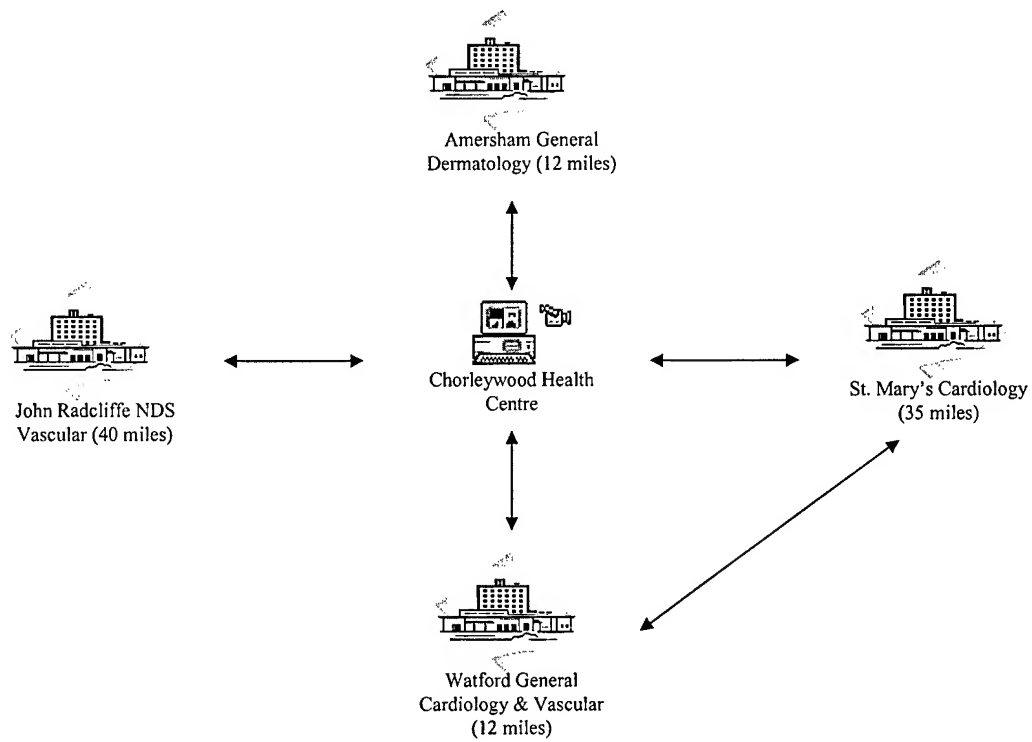 Amersham General
Dermatology (12 miles)
John Radcliffe NDS
Vascular (40 miles)
Chorleywood Health
Centre
St. Mary's Cardiology
(35 miles)
Watford General
Cardiology & Vascular
(12 miles)